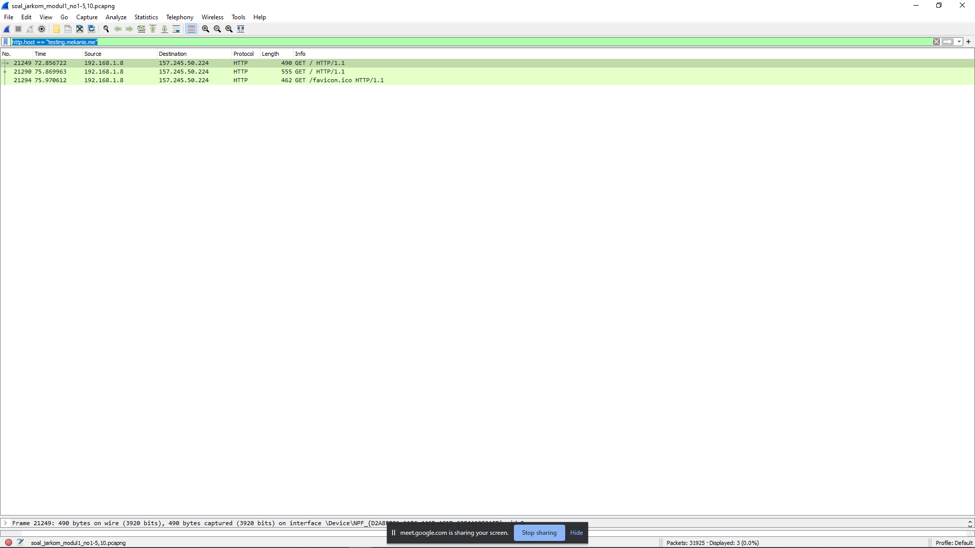 soal_jarkom_modul1_no1-5,10.pcapng
File Edit View Go Capture Analyze Statistics Telephony Wireless Tools Help
http.host == "testing.mekanis.me"
No. Time Source Destination Protocol Length Info
21249 72.856722 192.168.1.8 157.245.50.224 HTTP 490 GET / HTTP/1.1
21290 75.869963 192.168.1.8 157.245.50.224 HTTP 555 GET / HTTP/1.1
21294 75.970612 192.168.1.8 157.245.50.224 HTTP 462 GET /favicon.ico HTTP/1.1
Frame 21249: 490 bytes on wire (3920 bits), 490 bytes captured (3920 bits) on interface
meet.google.com is sharing your screen. Stop sharing Hide
soal_jarkom_modul1_no1-5,10.pcapng Packets: 31925 · Displayed: 3 (0.0%) Profile: Default